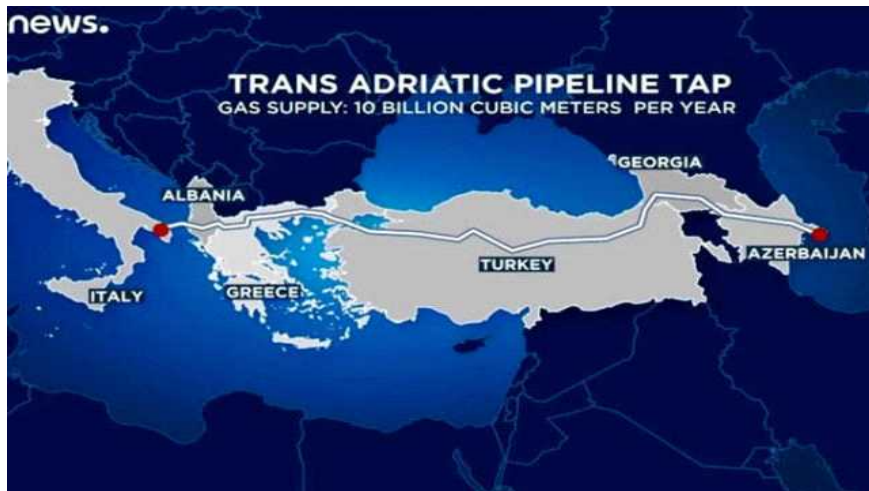 news.
TRANS ADRIATIC PIPELINE TAP
GAS SUPPLY: 10 BILLION CUBIC METERS PER YEAR
GEORGIA
ALBANIA
AZERBAIJAN
TURKEY
GREECE
ITALY